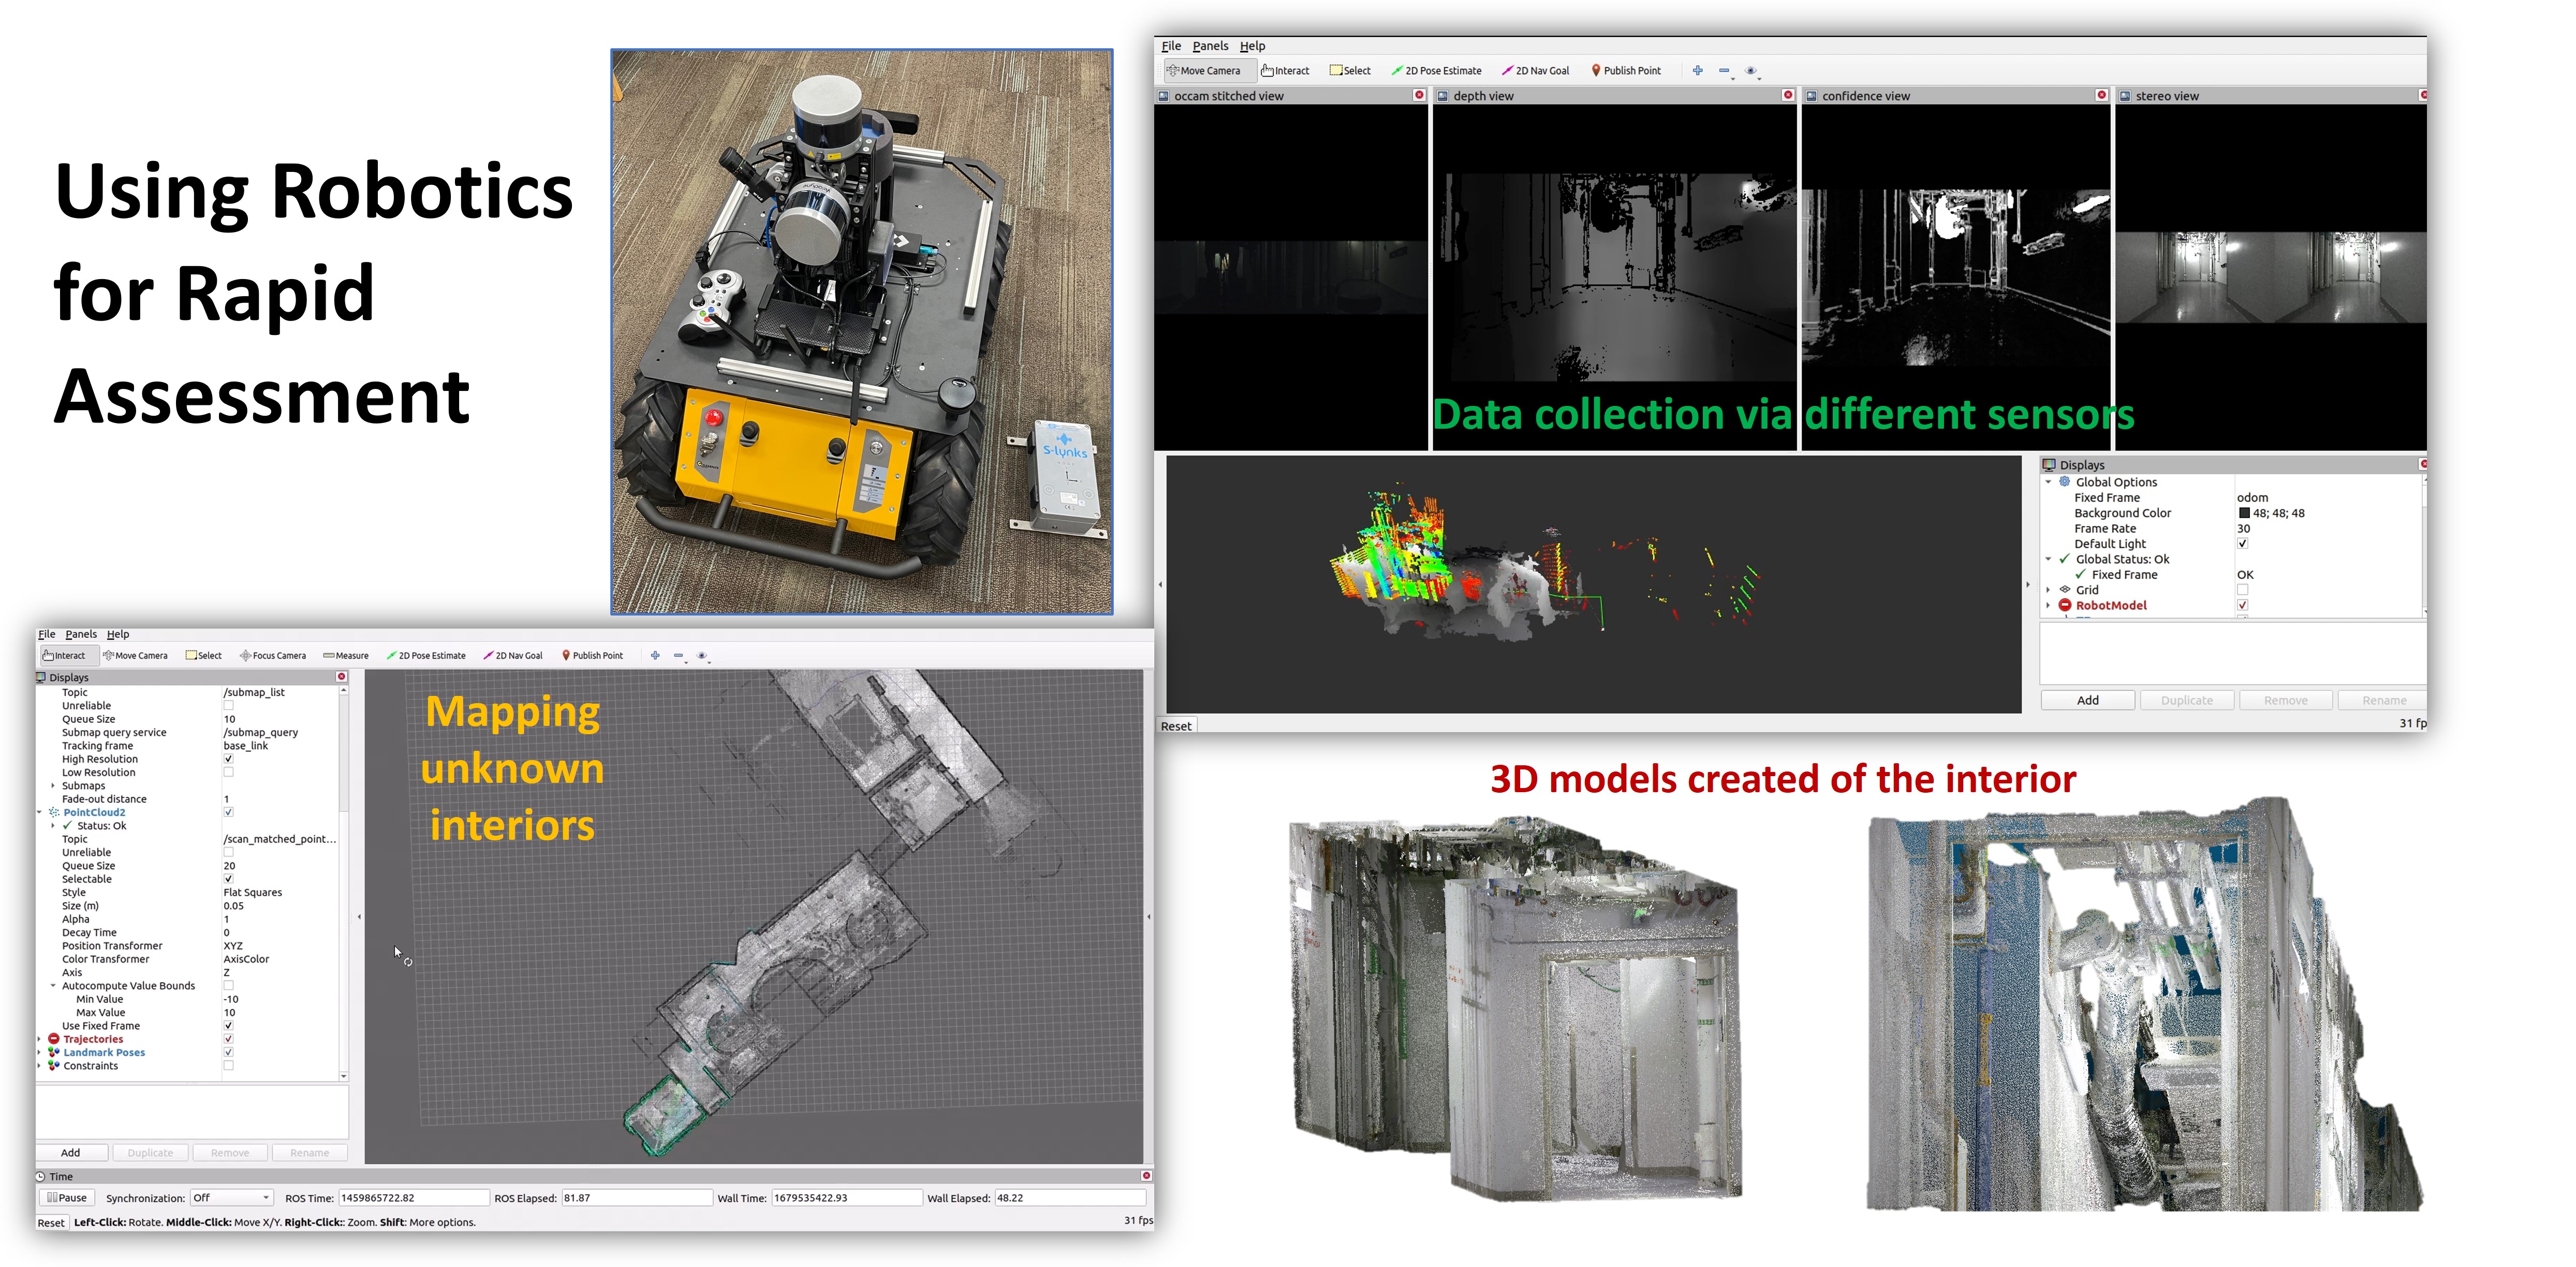 Using Robotics
for Rapid
Assessment
S-lynks
File Panels Help
Move Camera Interact Select 2D Pose Estimate 2D Nav Goal Publish Point
occam stitched view depth view confidence view stereo view
Data collection via different sensors
Displays
Global Options
Fixed Frame odom
Background Color 48; 48; 48
Frame Rate 30
Default Light
Global Status: Ok
Fixed Frame OK
Grid
RobotModel
Add Duplicate Remove Rename
Reset 31 fp
File Panels Help
Interact Move Camera Select Focus Camera Measure 2D Pose Estimate 2D Nav Goal Publish Point
Displays
Topic /submap_list
Unreliable
Queue Size 10
Submap query service /submap_query
Tracking frame base_link
High Resolution
Low Resolution
Submaps
Fade-out distance 1
PointCloud2
Status: Ok
Topic /scan_matched_point...
Unreliable
Queue Size 20
Selectable
Style Flat Squares
Size (m) 0.05
Alpha 1
Decay Time 0
Position Transformer XYZ
Color Transformer AxisColor
Axis Z
Autocompute Value Bounds
Min Value -10
Max Value 10
Use Fixed Frame
Trajectories
Landmark Poses
Constraints
Add Duplicate Remove Rename
Mapping
unknown
interiors
Time
Pause Synchronization: Off ROS Time: 1459865722.82 ROS Elapsed: 81.87 Wall Time: 1679535422.93 Wall Elapsed: 48.22
Reset Left-Click: Rotate. Middle-Click: Move X/Y. Right-Click:: Zoom. Shift: More options. 31 fps
3D models created of the interior